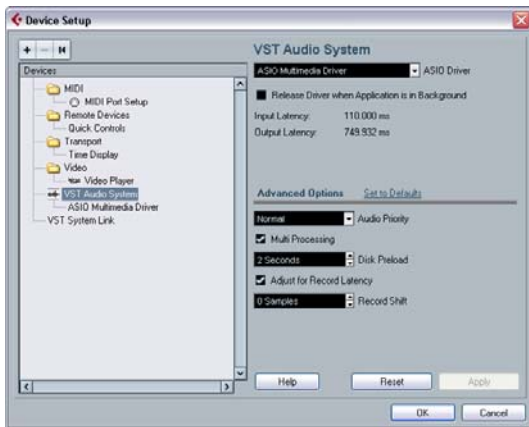 Device Setup
Devices
MIDI
MIDI Port Setup
Remote Devices
Quick Controls
Transport
Time Display
Video
Video Player
VST Audio System
ASIO Multimedia Driver
VST System Link
VST Audio System
ASIO Multimedia Driver ASIO Driver
Release Driver when Application is in Background
Input Latency: 110.000 ms
Output Latency: 749.932 ms
Advanced Options Set to Defaults
Normal Audio Priority
Multi Processing
2 Seconds Disk Preload
Adjust for Record Latency
0 Samples Record Shift
Help Reset Apply
OK Cancel